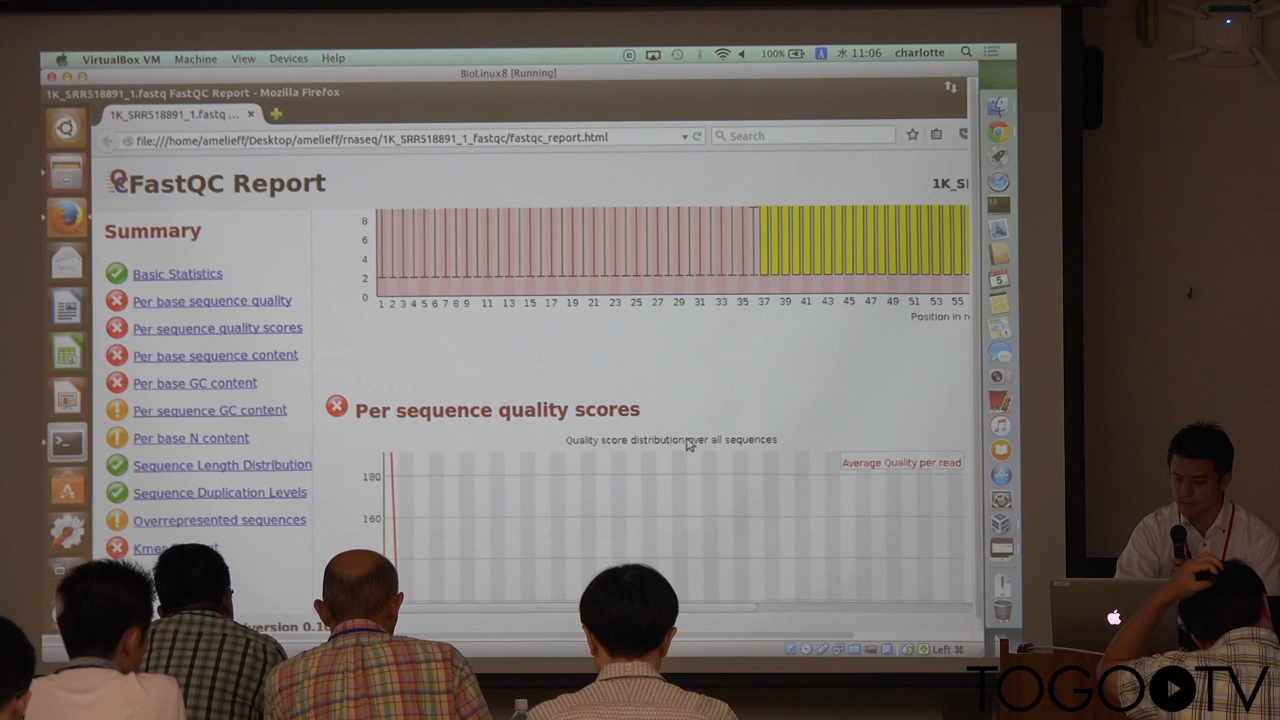 VirtualBox VM Machine View Devices Help 100% A 水 11:06 charlotte
BioLinux8 [Running]
1K_SRR518891_1.fastq FastQC Report - Mozilla Firefox
1K_SRR518891_1.fastq ... ×
file:///home/amelieff/Desktop/amelieff/rnaseq/1K_SRR518891_1_fastqc/fastqc_report.html Search
FastQC Report
Summary
Basic Statistics
Per base sequence quality
Per sequence quality scores
Per base sequence content
Per base GC content
Per sequence GC content
Per base N content
Sequence Length Distribution
Sequence Duplication Levels
Overrepresented sequences
8
6
4
2
0
1 2 3 4 5 6 7 8 9 11 13 15 17 19 21 23 25 27 29 31 33 35 37 39 41 43 45 47 49 51 53 55
Position in
Per sequence quality scores
Quality score distribution over all sequences
Average Quality per read
180
160
5
Left ⌘
TOGOTV